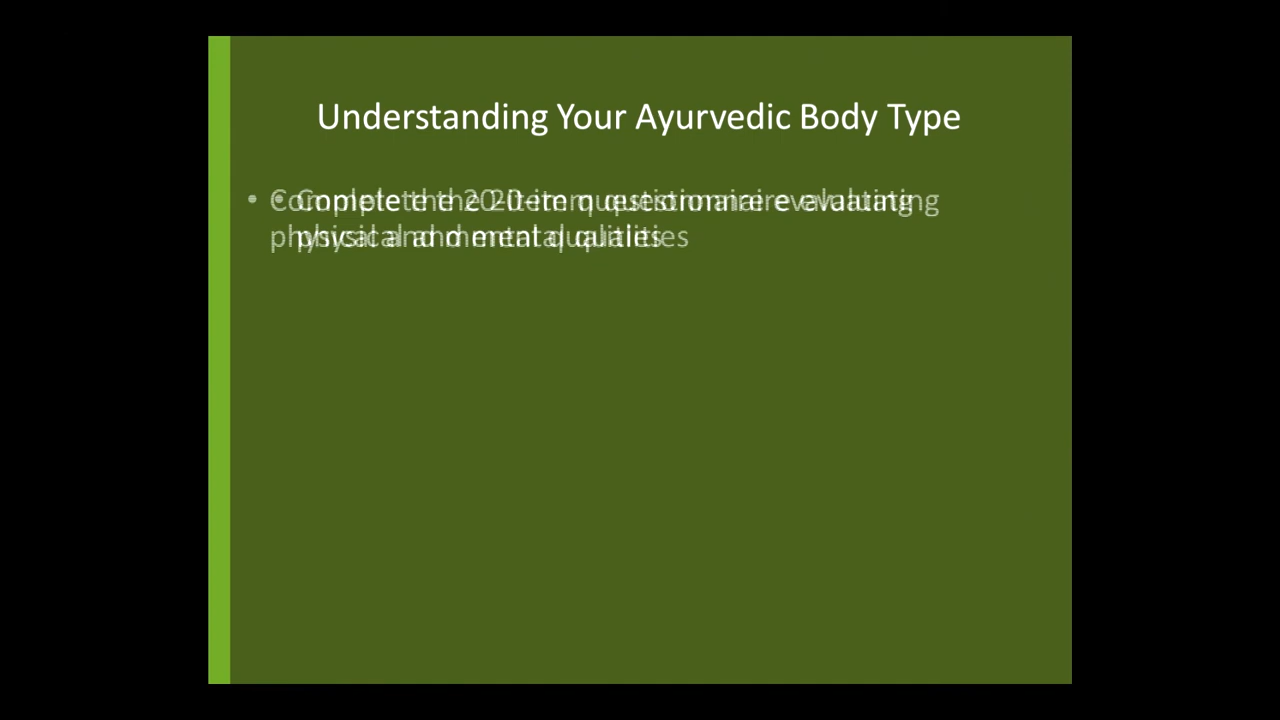 Understanding Your Ayurvedic Body Type
• Complete the 20-item questionnaire evaluating
physical and mental qualities